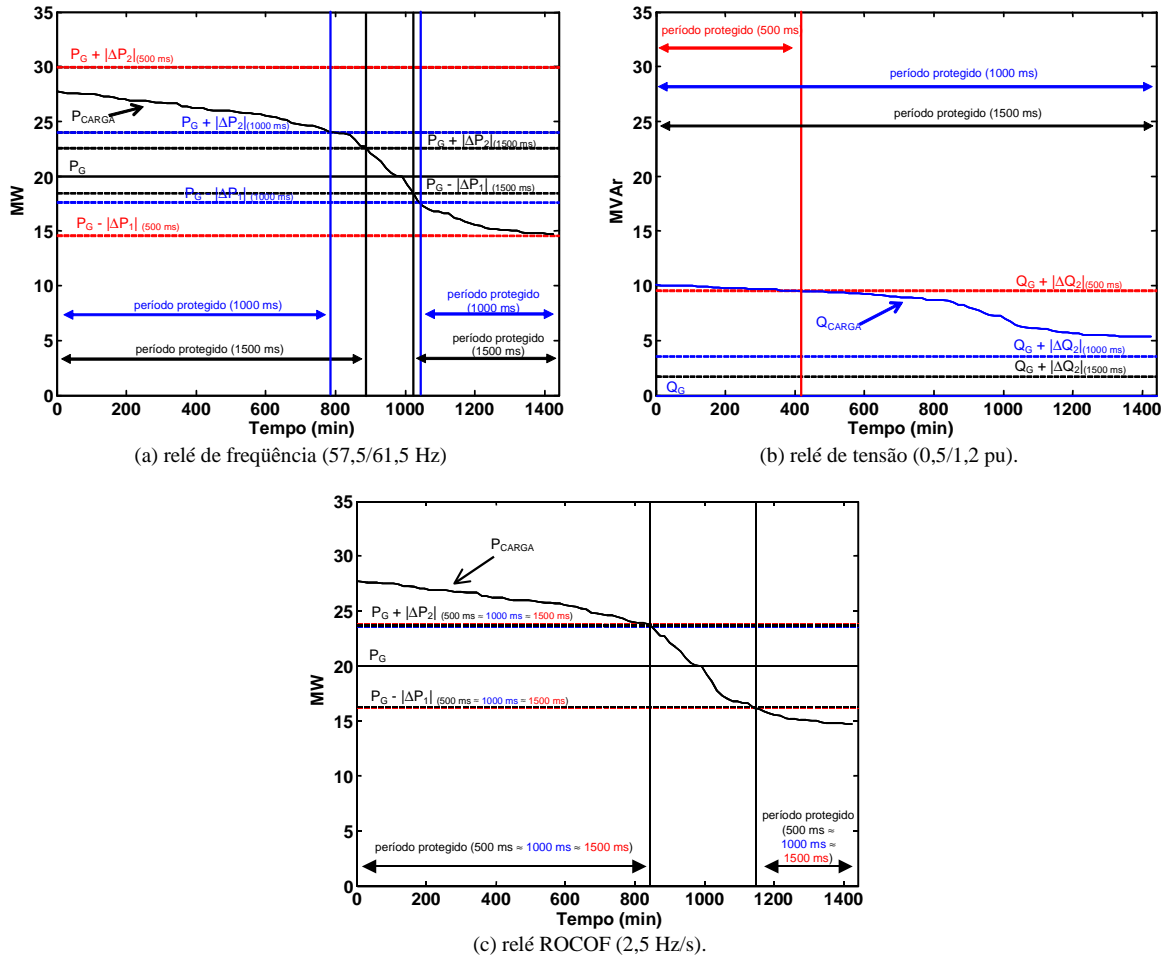 35
30
25
20
15
10
5
0
MW
P_G + |ΔP_2|(500 ms)
P_CARGA
P_G + |ΔP_2|(1000 ms)
P_G + |ΔP_2|(1500 ms)
P_G
P_G - |ΔP_1| (1500 ms)
P_G - |ΔP_1| (1000 ms)
P_G - |ΔP_1| (500 ms)
período protegido (1000 ms)
período protegido
(1000 ms)
período protegido (1500 ms)
período protegido
(1500 ms)
0 200 400 600 800 1000 1200 1400
Tempo (min)
(a) relé de freqüência (57,5/61,5 Hz)
35
30
25
20
15
10
5
0
MVAr
período protegido (500 ms
período protegido (1000 ms)
período protegido (1500 ms)
Q_G + |ΔQ_2|(500 ms)
Q_CARGA
Q_G + |ΔQ_2|(1000 ms)
Q_G + |ΔQ_2|(1500 ms)
Q_G
0 200 400 600 800 1000 1200 1400
Tempo (min)
(b) relé de tensão (0,5/1,2 pu).
35
30
25
20
15
10
5
0
MW
P_CARGA
P_G + |ΔP_2| (500 ms ≈ 1000 ms ≈ 1500 ms)
P_G
P_G - |ΔP_1| (500 ms ≈ 1000 ms ≈ 1500 ms)
período protegido (500 ms ≈ 1000 ms ≈ 1500 ms)
período protegido
(500 ms ≈
1000 ms ≈
1500 ms)
0 200 400 600 800 1000 1200 1400
Tempo (min)
(c) relé ROCOF (2,5 Hz/s).